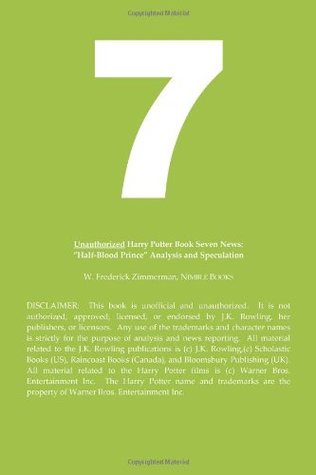 Copyrighted Material
7
Unauthorized Harry Potter Book Seven News:
"Half-Blood Prince" Analysis and Speculation
W. Frederick Zimmerman, NIMBLE BOOKS
DISCLAIMER: This book is unofficial and unauthorized. It is not
authorized, approved, licensed, or endorsed by J.K. Rowling, her
publishers, or licensors. Any use of the trademarks and character names
is strictly for the purpose of analysis and news reporting. All material
related to the J.K. Rowling publications is (c) J.K. Rowling,(c) Scholastic
Books (US), Raincoast Books (Canada), and Bloomsbury Publishing (UK).
All material related to the Harry Potter films is (c) Warner Bros.
Entertainment Inc. The Harry Potter name and trademarks are the
property of Warner Bros. Entertainment Inc.
Copyrighted Material